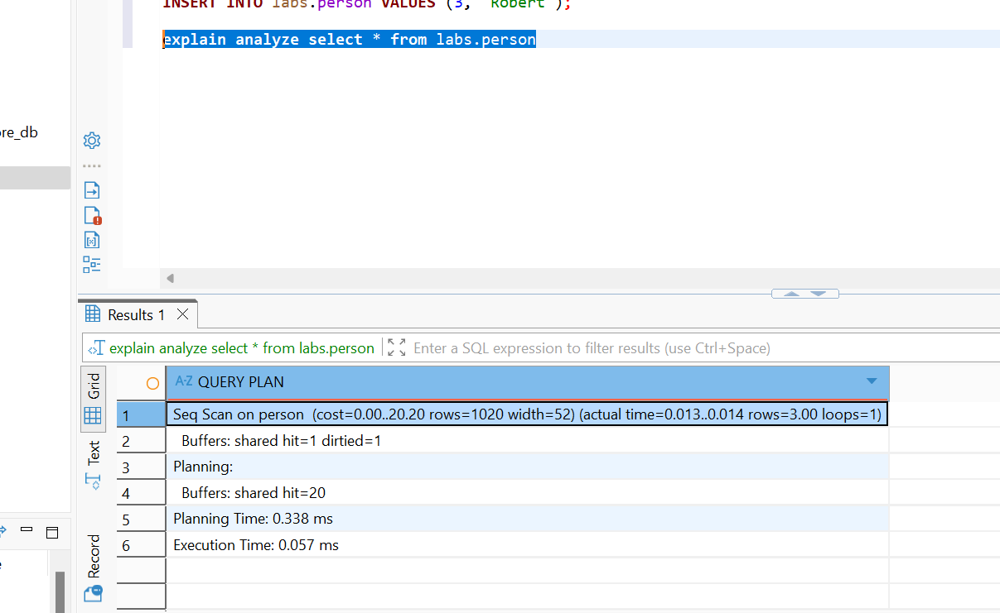 INSERT INTO labs.person VALUES (3, 'Robert');
explain analyze select * from labs.person
re_db
Results 1
explain analyze select * from labs.person
Enter a SQL expression to filter results (use Ctrl+Space)
Grid
A-Z QUERY PLAN
1 Seq Scan on person (cost=0.00..20.20 rows=1020 width=52) (actual time=0.013..0.014 rows=3.00 loops=1)
2 Buffers: shared hit=1 dirtied=1
Text
3 Planning:
4 Buffers: shared hit=20
5 Planning Time: 0.338 ms
6 Execution Time: 0.057 ms
Record